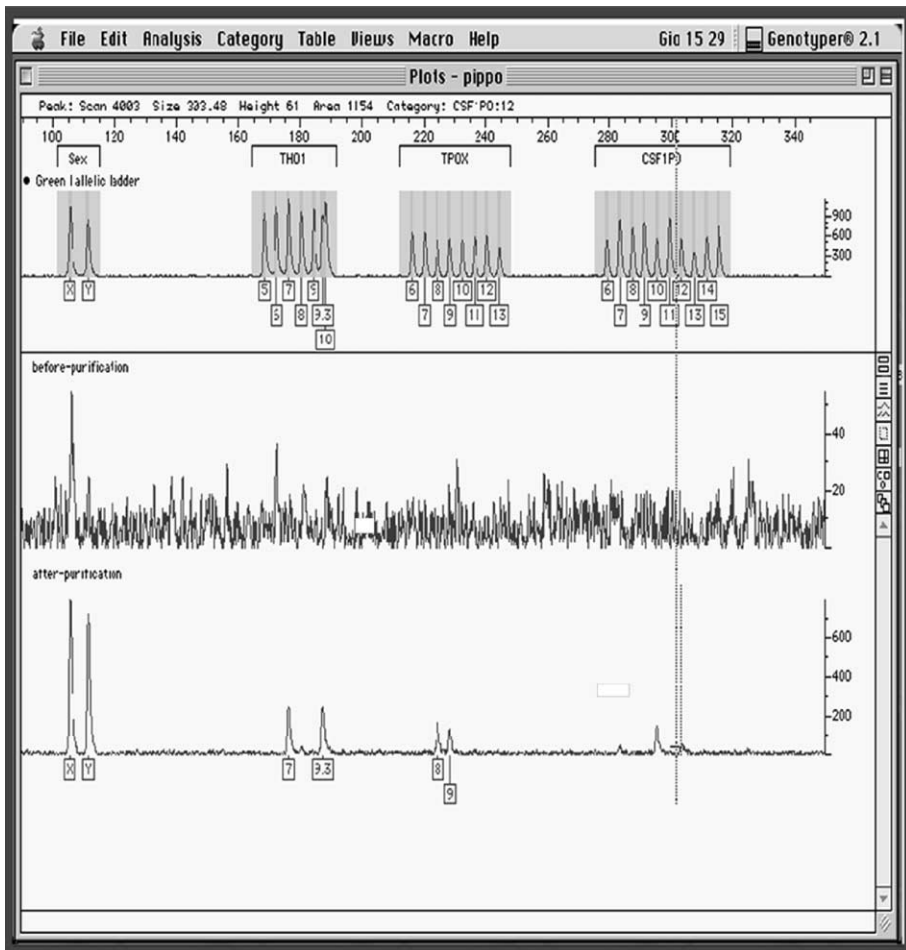 File Edit Analysis Category Table Views Macro Help Gio 15 29 Genotyper® 2.1
Plots - pippo
Peak: Scan 4003 Size 303.48 Height 61 Area 1154 Category: CSF1PO:12
100 120 140 160 180 200 220 240 260 280 300 320 340
Sex TH01 TPOX CSF1PO
Green I allelic ladder
900
600
300
X Y 5 7 9 6 8 10 12 6 8 10 12 14
6 8 9.3 7 9 11 13 7 9 11 13 15
10
before-purification
40
20
after-purification
600
400
200
X Y 7 9.3 8
9